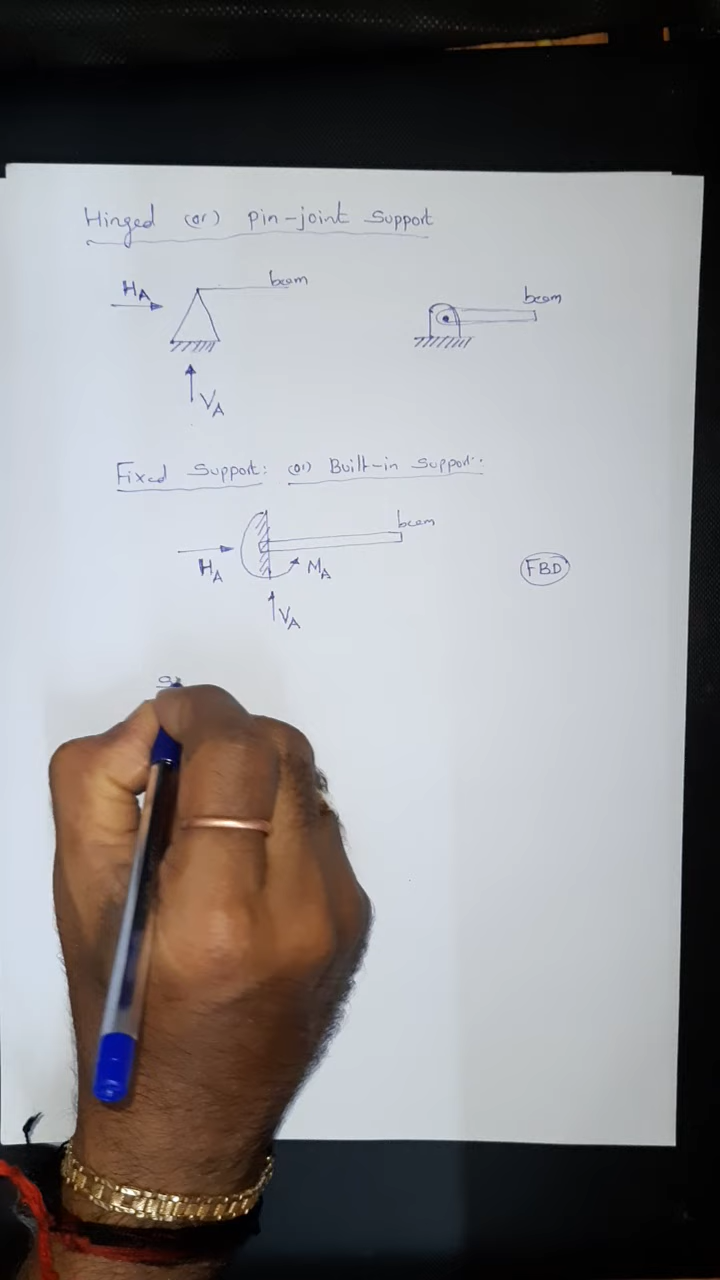 Hinged (or) Pin-joint Support
HA
beam
VA
beam
Fixed Support: (or) Built-in Support:
beam
HA
MA
VA
FBD